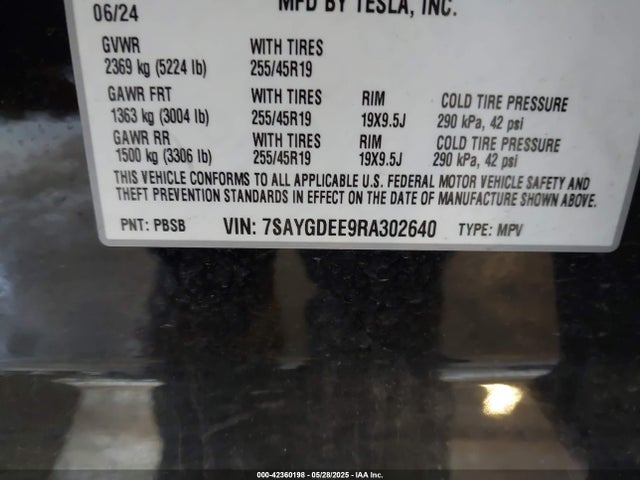 MFD BY TESLA, INC.
06/24
GVWR WITH TIRES
2369 kg (5224 lb) 255/45R19
GAWR FRT WITH TIRES RIM COLD TIRE PRESSURE
1363 kg (3004 lb) 255/45R19 19X9.5J 290 kPa, 42 psi
GAWR RR WITH TIRES RIM COLD TIRE PRESSURE
1500 kg (3306 lb) 255/45R19 19X9.5J 290 kPa, 42 psi
THIS VEHICLE CONFORMS TO ALL APPLICABLE U.S. FEDERAL MOTOR VEHICLE SAFETY AND
THEFT PREVENTION STANDARDS IN EFFECT ON THE DATE OF MANUFACTURE SHOWN ABOVE.
PNT: PBSB VIN: 7SAYGDEE9RA302640 TYPE: MPV
000-42360198 - 05/28/2025 - IAA Inc.